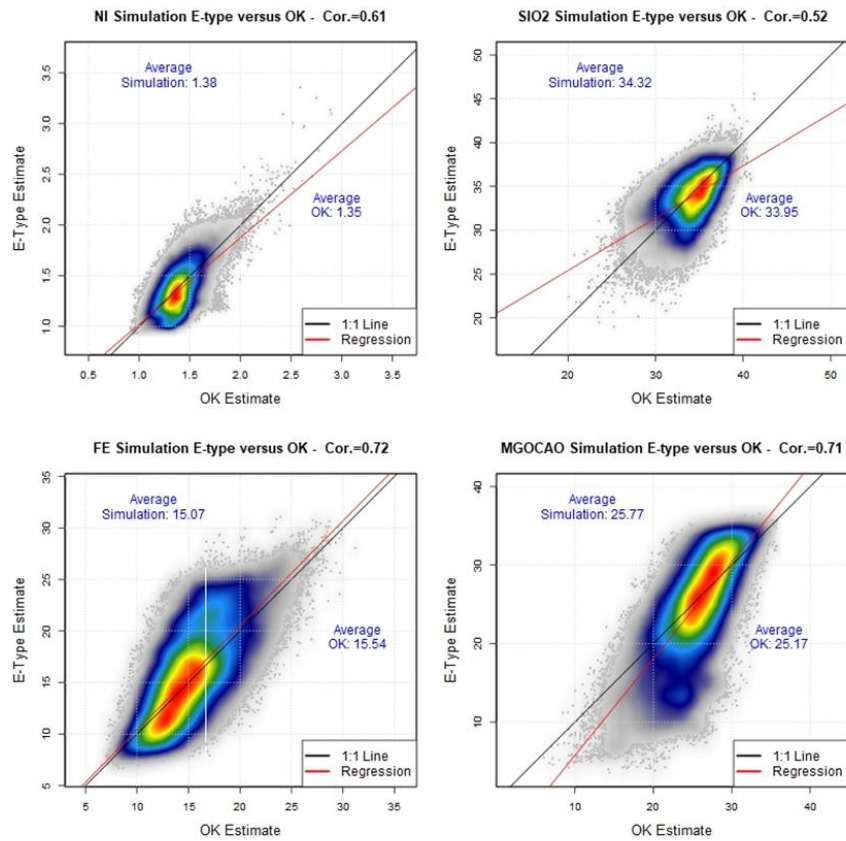 NI Simulation E-type versus OK - Cor.=0.61
Average
Simulation: 1.38
Average
OK: 1.35
1:1 Line
Regression
E-Type Estimate
3.5
3.0
2.5
2.0
1.5
1.0
0.5 1.0 1.5 2.0 2.5 3.0 3.5
OK Estimate
SIO2 Simulation E-type versus OK - Cor.=0.52
Average
Simulation: 34.32
Average
OK: 33.95
1:1 Line
Regression
E-Type Estimate
50
45
40
35
30
25
20
20 30 40 50
OK Estimate
FE Simulation E-type versus OK - Cor.=0.72
Average
Simulation: 15.07
Average
OK: 15.54
1:1 Line
Regression
E-Type Estimate
35
30
25
20
15
10
5
5 10 15 20 25 30 35
OK Estimate
MGOCAO Simulation E-type versus OK - Cor.=0.71
Average
Simulation: 25.77
Average
OK: 25.17
1:1 Line
Regression
E-Type Estimate
40
30
20
10
10 20 30 40
OK Estimate